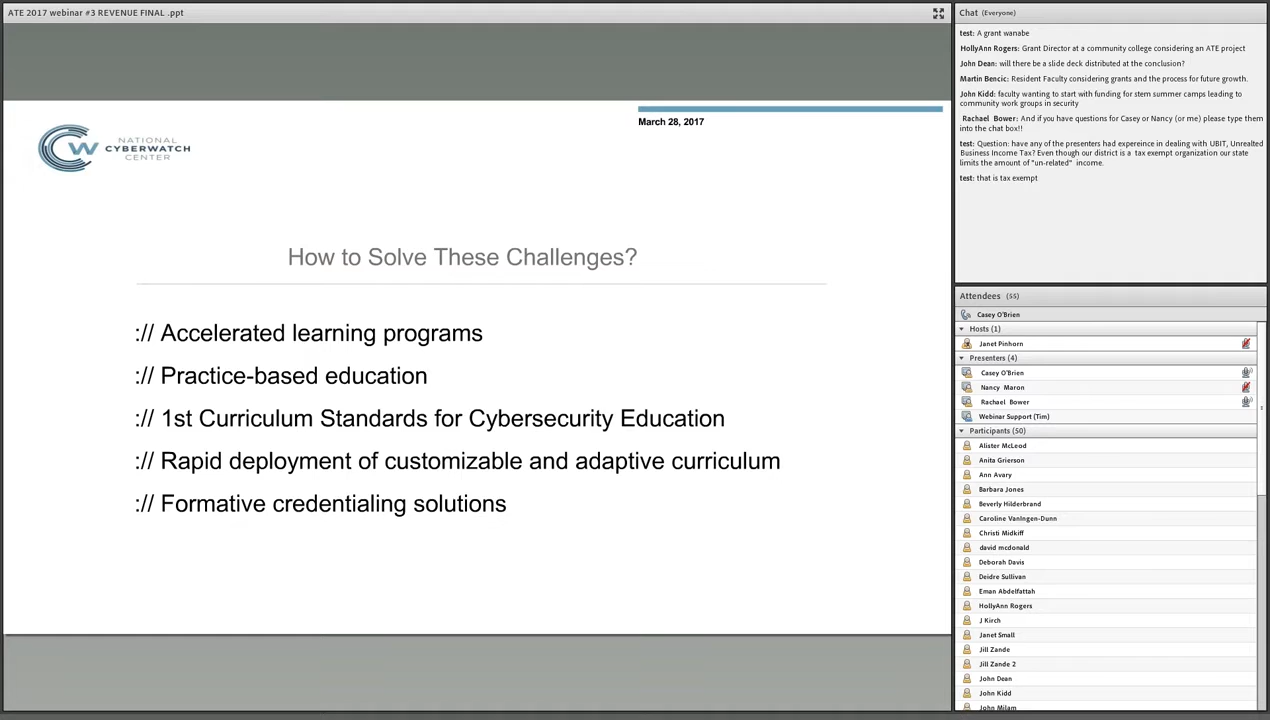 ATE 2017 webinar #3 REVENUE FINAL .ppt
March 28, 2017
NATIONAL
CYBERWATCH
CENTER
How to Solve These Challenges?
:// Accelerated learning programs
:// Practice-based education
:// 1st Curriculum Standards for Cybersecurity Education
:// Rapid deployment of customizable and adaptive curriculum
:// Formative credentialing solutions
Chat (Everyone)
test: A grant wanabe
HollyAnn Rogers: Grant Director at a community college considering an ATE project
John Dean: will there be a slide deck distributed at the conclusion?
Martin Bencic: Resident Faculty considering grants and the process for future growth.
John Kidd: faculty wanting to start with funding for stem summer camps leading to
community work groups in security
Rachael Bower: And if you have questions for Casey or Nancy (or me) please type them
into the chat box!!
test: Question: have any of the presenters had expereince in dealing with UBIT, Unrealted
Business Income Tax? Even though our district is a tax exempt organization our state
limits the amount of "un-related" income.
test: that is tax exempt
Attendees (55)
Casey O'Brien
Hosts (1)
Janet Pinhorn
Presenters (4)
Casey O'Brien
Nancy Maron
Rachael Bower
Webinar Support (Tim)
Participants (50)
Alister McLeod
Anita Grierson
Ann Avary
Barbara Jones
Beverly Hilderbrand
Caroline VanIngen-Dunn
Christi Midkiff
david mcdonald
Deborah Davis
Deidre Sullivan
Eman Abdelfattah
HollyAnn Rogers
J Kirch
Janet Small
Jill Zande
Jill Zande 2
John Dean
John Kidd
John Milam